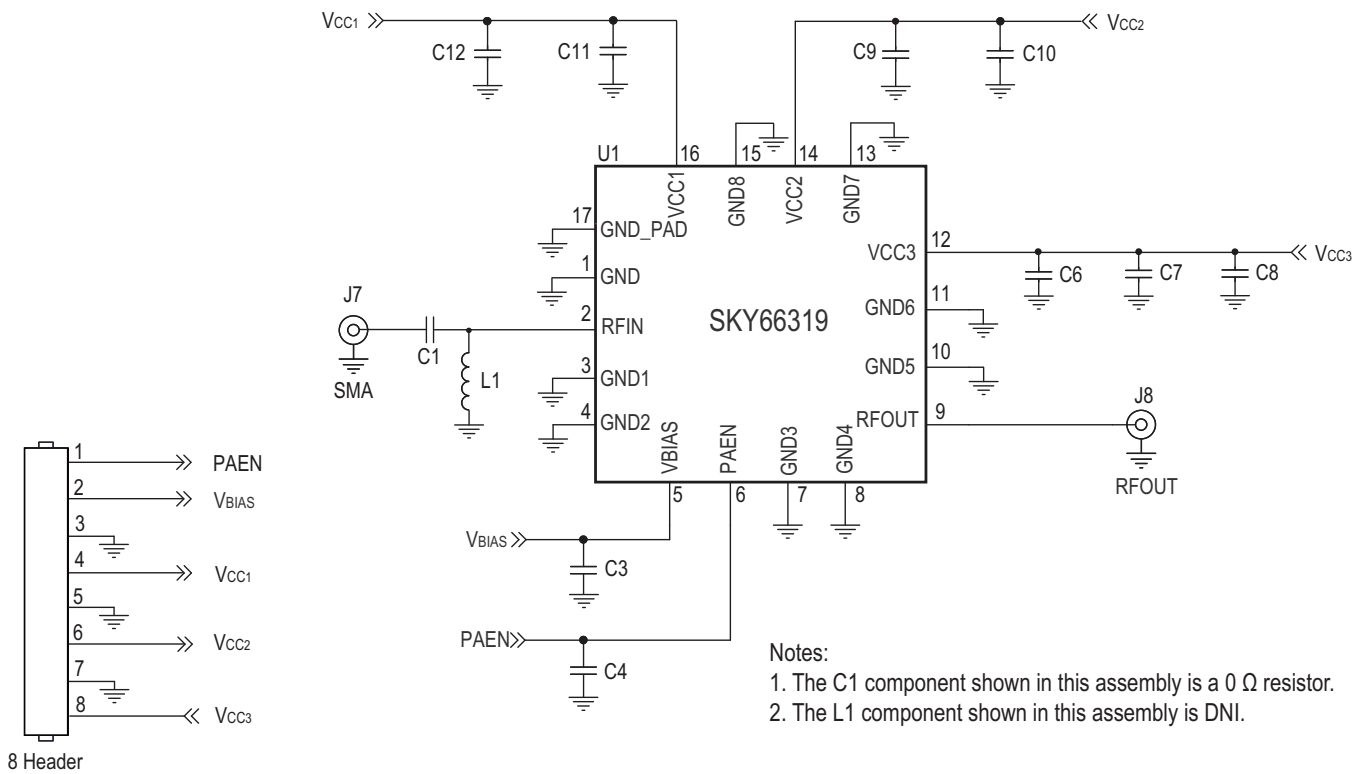 VCC1
C12
C11
C9
C10
VCC2
U1
16
15
14
13
VCC1
GND8
VCC2
GND7
17
GND_PAD
1
GND
2
RFIN
3
GND1
4
GND2
SKY66319
VCC3
12
GND6
11
GND5
10
RFOUT
9
C6
C7
C8
VCC3
J7
SMA
C1
L1
J8
RFOUT
VBIAS
PAEN
GND3
GND4
5
6
7
8
VBIAS
C3
PAEN
C4
1
PAEN
2
VBIAS
3
4
VCC1
5
6
VCC2
7
8
VCC3
8 Header
Notes:
1. The C1 component shown in this assembly is a 0 Ω resistor.
2. The L1 component shown in this assembly is DNI.